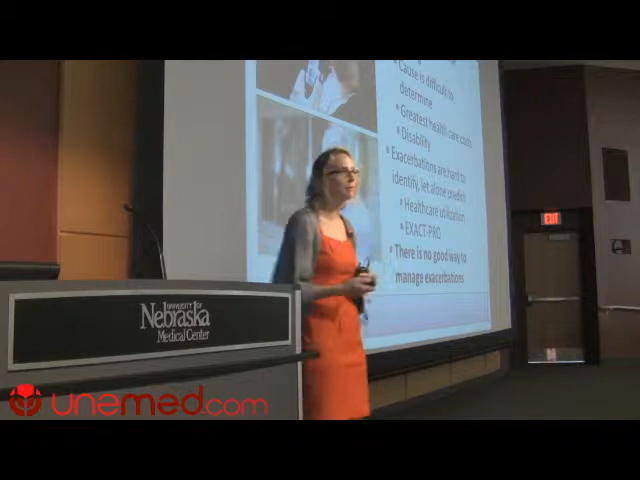 • Cause is difficult to
determine
• Greatest health care costs
• Disability
• Exacerbations are hard to
identify, let alone predict
• Healthcare utilization
• EXACT-PRO
• There is no good way to
manage exacerbations
EXIT
UNIVERSITY OF
Nebraska
Medical Center
unemed.com